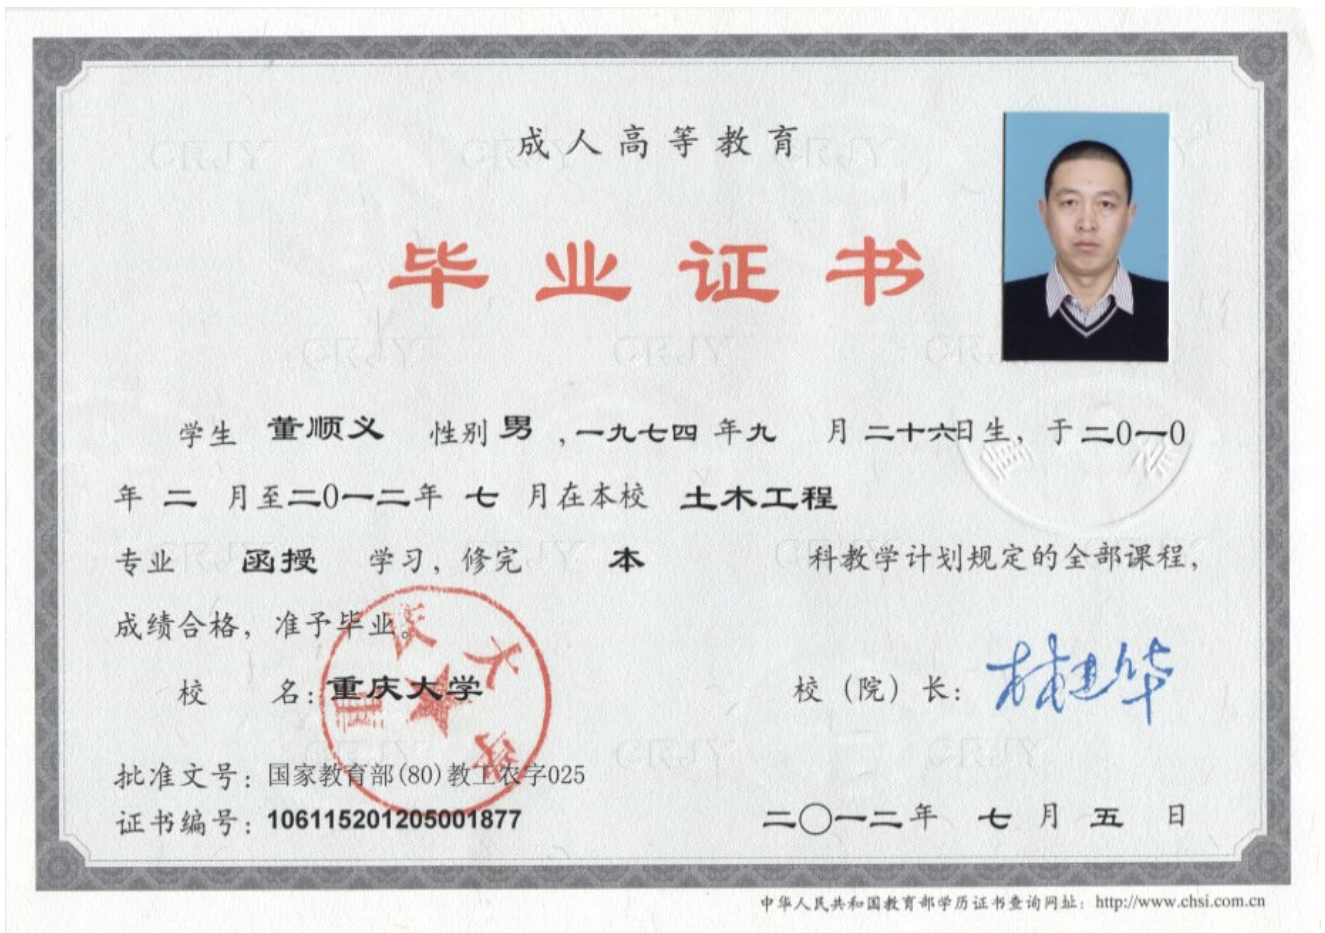 成人高等教育
毕业证书
学生 董顺义 性别 男 ,一九七四 年九 月 二十六日生, 于 二0一0
年 二 月至二0一二年 七 月在本校 土木工程
专业 函授 学习, 修完 本 科教学计划规定的全部课程,
成绩合格, 准予毕业。
校 名: 重庆大学 校 (院) 长:
重庆大学
批准文号: 国家教育部(80)教工农字025
证书编号: 106115201205001877 二〇一二年 七 月 五 日
中华人民共和国教育部学历证书查询网址: http://www.chsi.com.cn